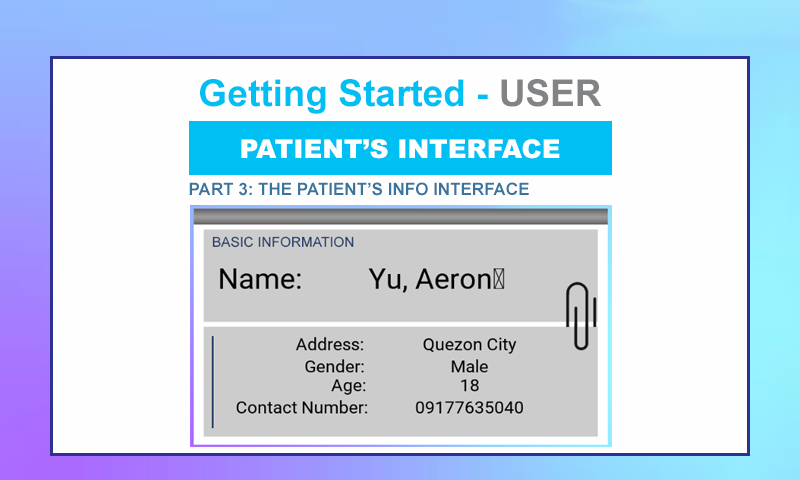 Getting Started - USER
PATIENT'S INTERFACE
PART 3: THE PATIENT'S INFO INTERFACE
BASIC INFORMATION
Name: Yu, Aeron
Address: Quezon City
Gender: Male
Age: 18
Contact Number: 09177635040